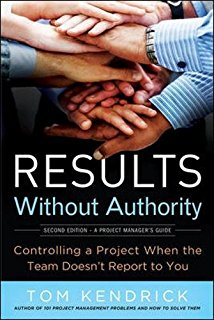 RESULTS
Without Authority
SECOND EDITION – A PROJECT MANAGER'S GUIDE
Controlling a Project When the
Team Doesn't Report to You
TOM KENDRICK
AUTHOR OF 101 PROJECT MANAGEMENT PROBLEMS AND HOW TO SOLVE THEM